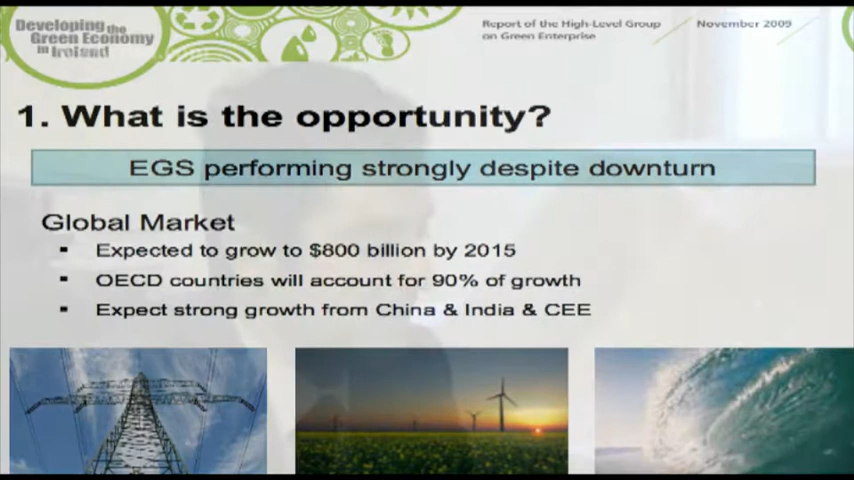 Developing the
Green Economy
in Ireland
Report of the High-Level Group
on Green Enterprise
November 2009
1. What is the opportunity?
EGS performing strongly despite downturn
Global Market
▪ Expected to grow to $800 billion by 2015
▪ OECD countries will account for 90% of growth
▪ Expect strong growth from China & India & CEE